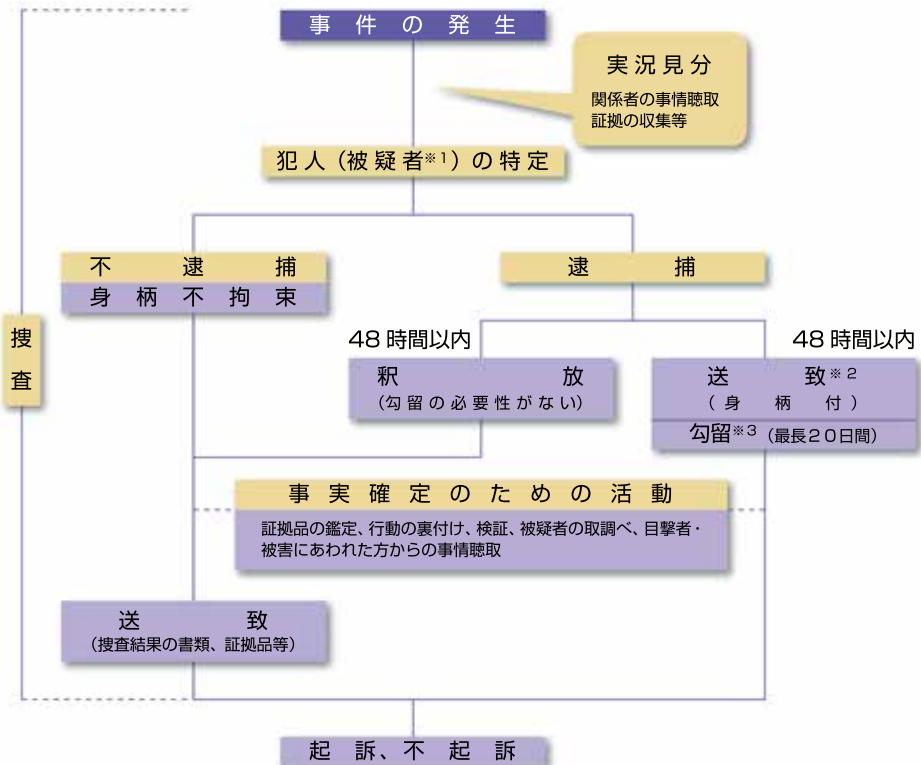 事件の発生
実況見分
関係者の事情聴取
証拠の収集等
犯人(被疑者※1)の特定
不逮捕
身柄不拘束
逮捕
捜査
48時間以内
釈放
(勾留の必要性がない)
48時間以内
送致※2
(身柄付)
勾留※3(最長20日間)
事実確定のための活動
証拠品の鑑定、行動の裏付け、検証、被疑者の取調べ、目撃者・
被害にあわれた方からの事情聴取
送致
(捜査結果の書類、証拠品等)
起訴、不起訴